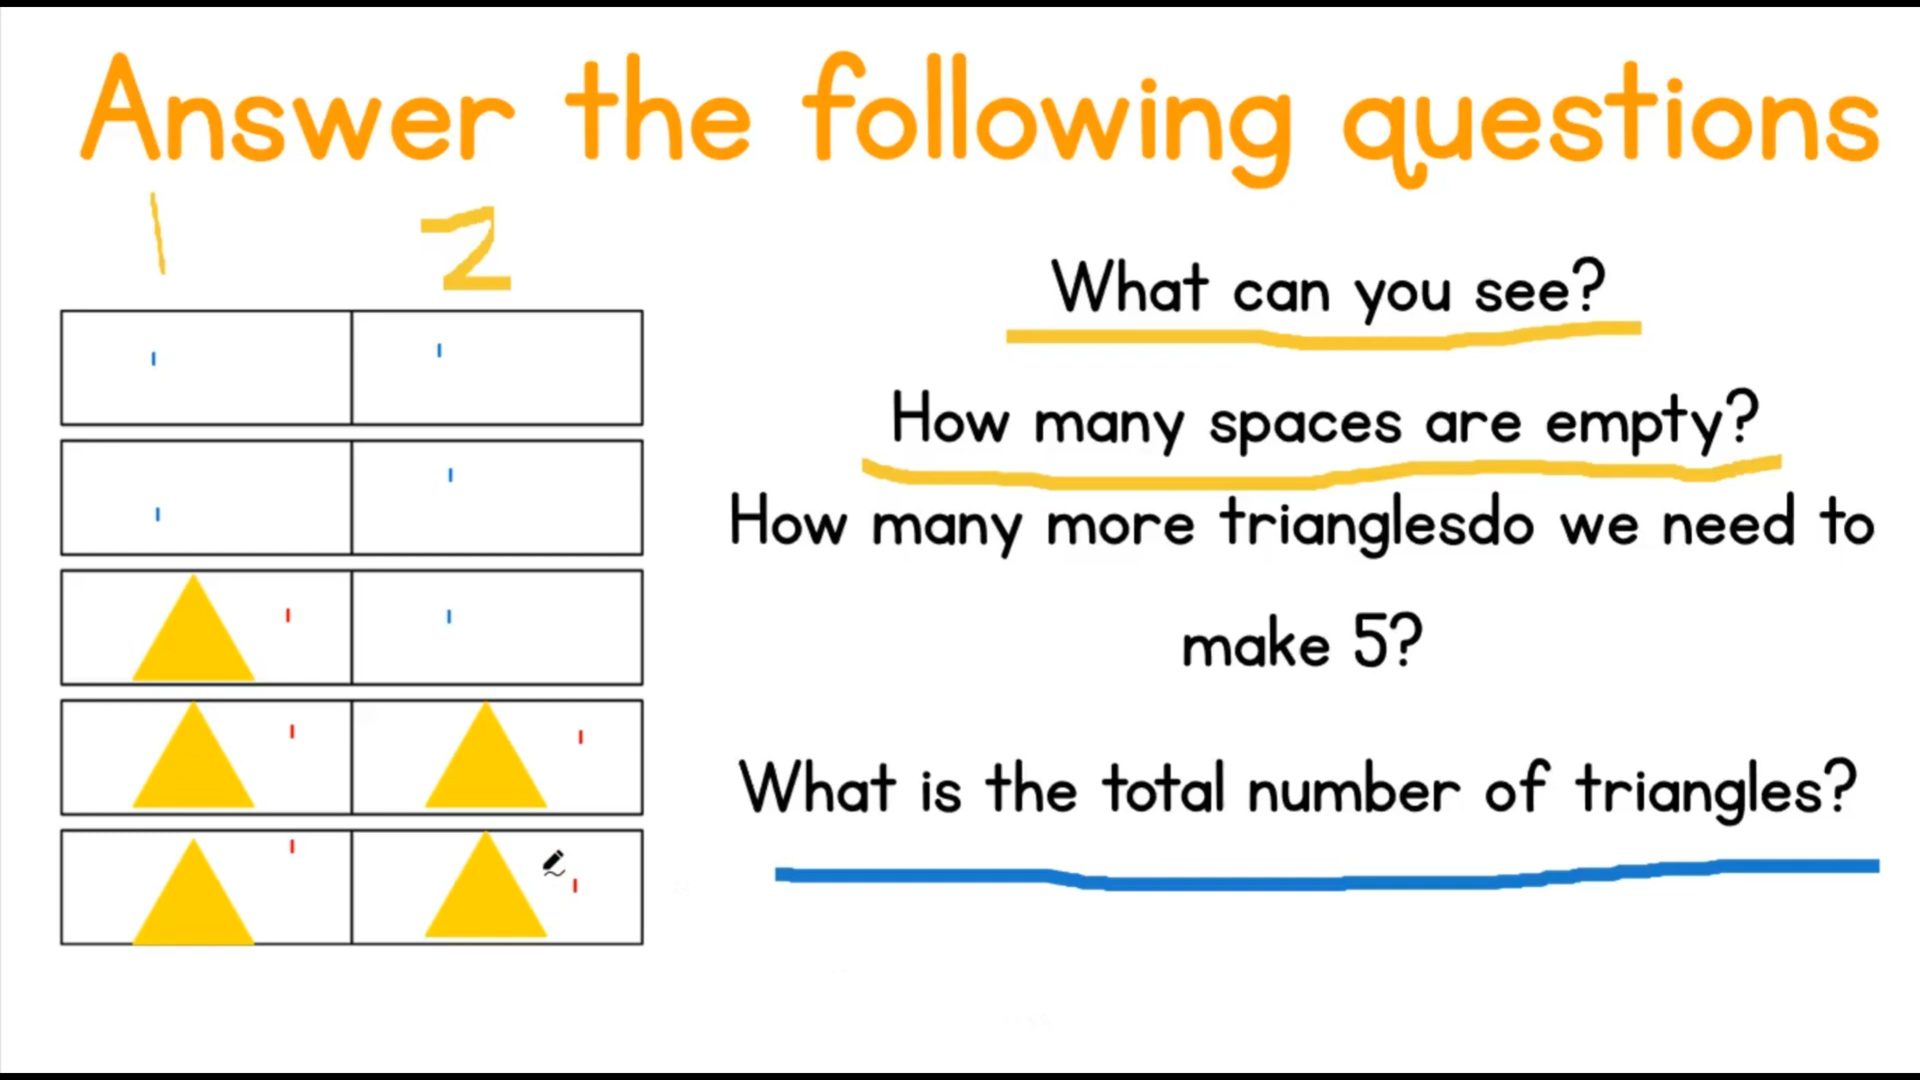 Answer the following questions
1 2
What can you see?
How many spaces are empty?
How many more trianglesdo we need to
make 5?
What is the total number of triangles?